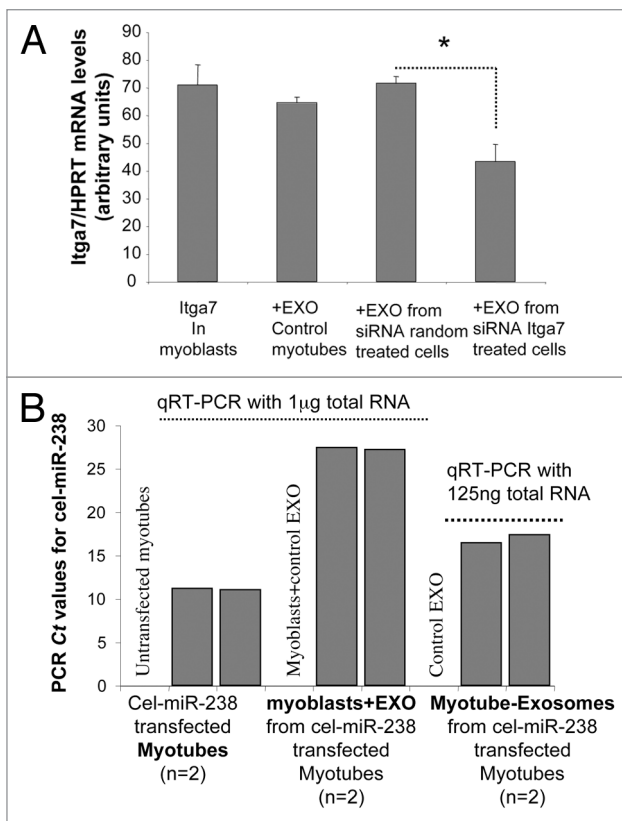 A
Itga7/HPRT mRNA levels
(arbitrary units)
90
80
70
60
50
40
30
20
10
0
*
Itga7
In
myoblasts
+EXO
Control
myotubes
+EXO from
siRNA random
treated cells
+EXO from
siRNA Itga7
treated cells
B
qRT-PCR with 1μg total RNA
qRT-PCR with
125ng total RNA
PCR Ct values for cel-miR-238
30
25
20
15
10
5
0
Untransfected myotubes
Myoblasts+control EXO
Control EXO
Cel-miR-238
transfected
Myotubes
(n=2)
myoblasts+EXO
from cel-miR-238
transfected
Myotubes
(n=2)
Myotube-Exosomes
from cel-miR-238
transfected
Myotubes
(n=2)